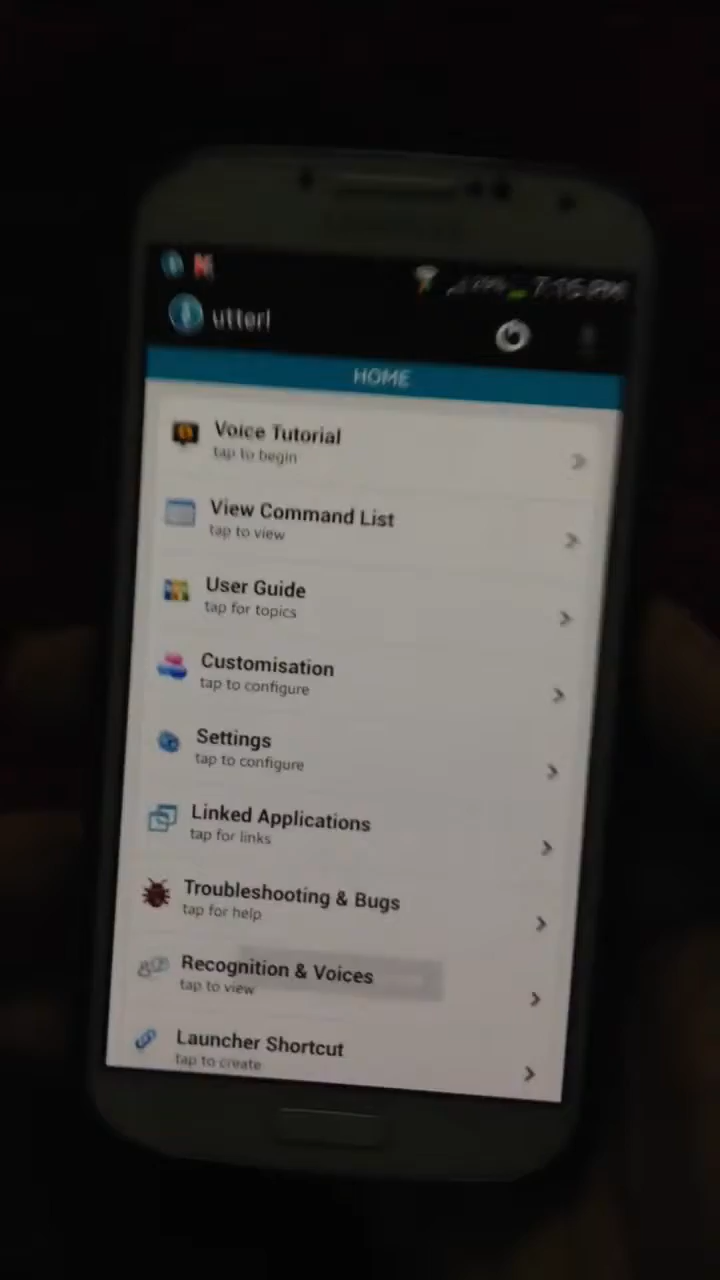 utter!
HOME
Voice Tutorial
tap to begin
View Command List
tap to view
User Guide
tap for topics
Customisation
tap to configure
Settings
tap to configure
Linked Applications
tap for links
Troubleshooting & Bugs
tap for help
Recognition & Voices
tap to view
Launcher Shortcut
tap to create